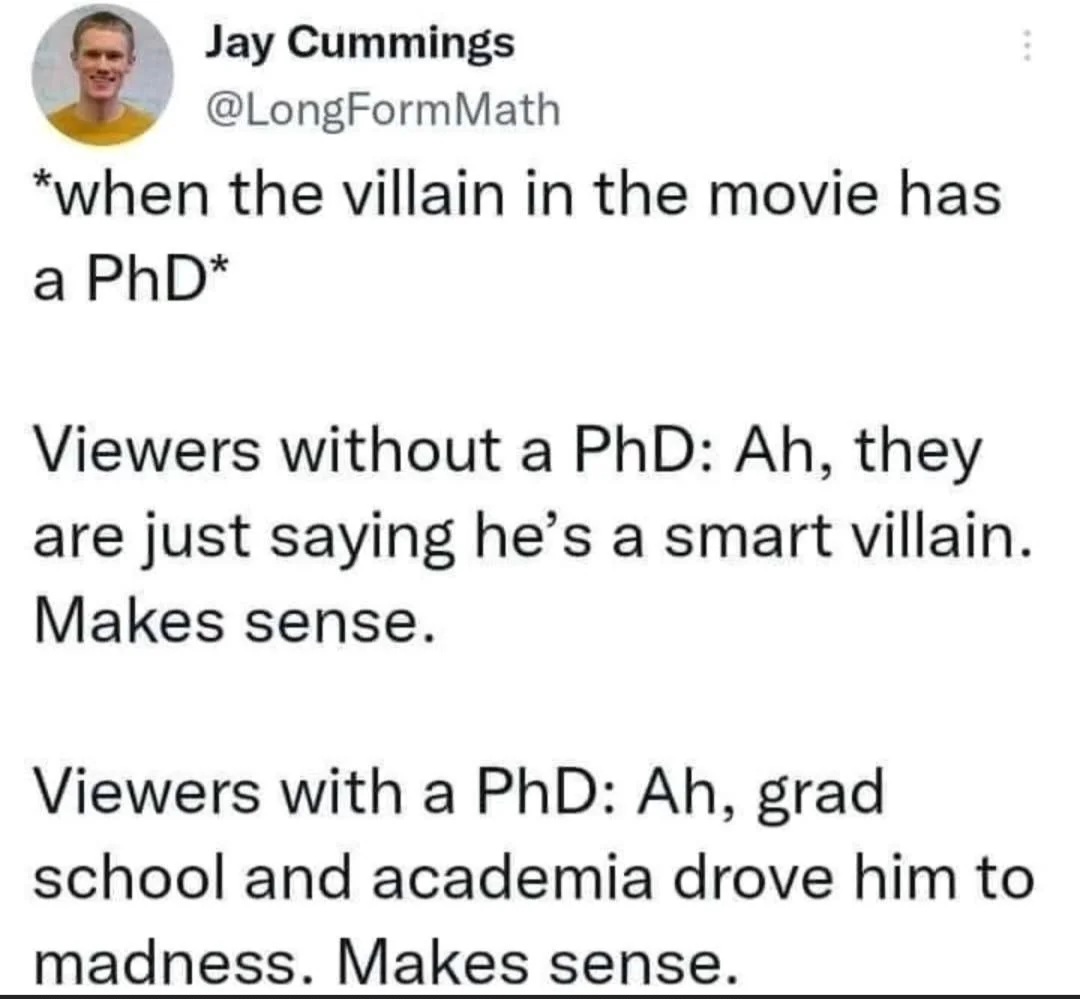 Jay Cummings
@LongFormMath
*when the villain in the movie has
a PhD*
Viewers without a PhD: Ah, they
are just saying he’s a smart villain.
Makes sense.
Viewers with a PhD: Ah, grad
school and academia drove him to
madness. Makes sense.